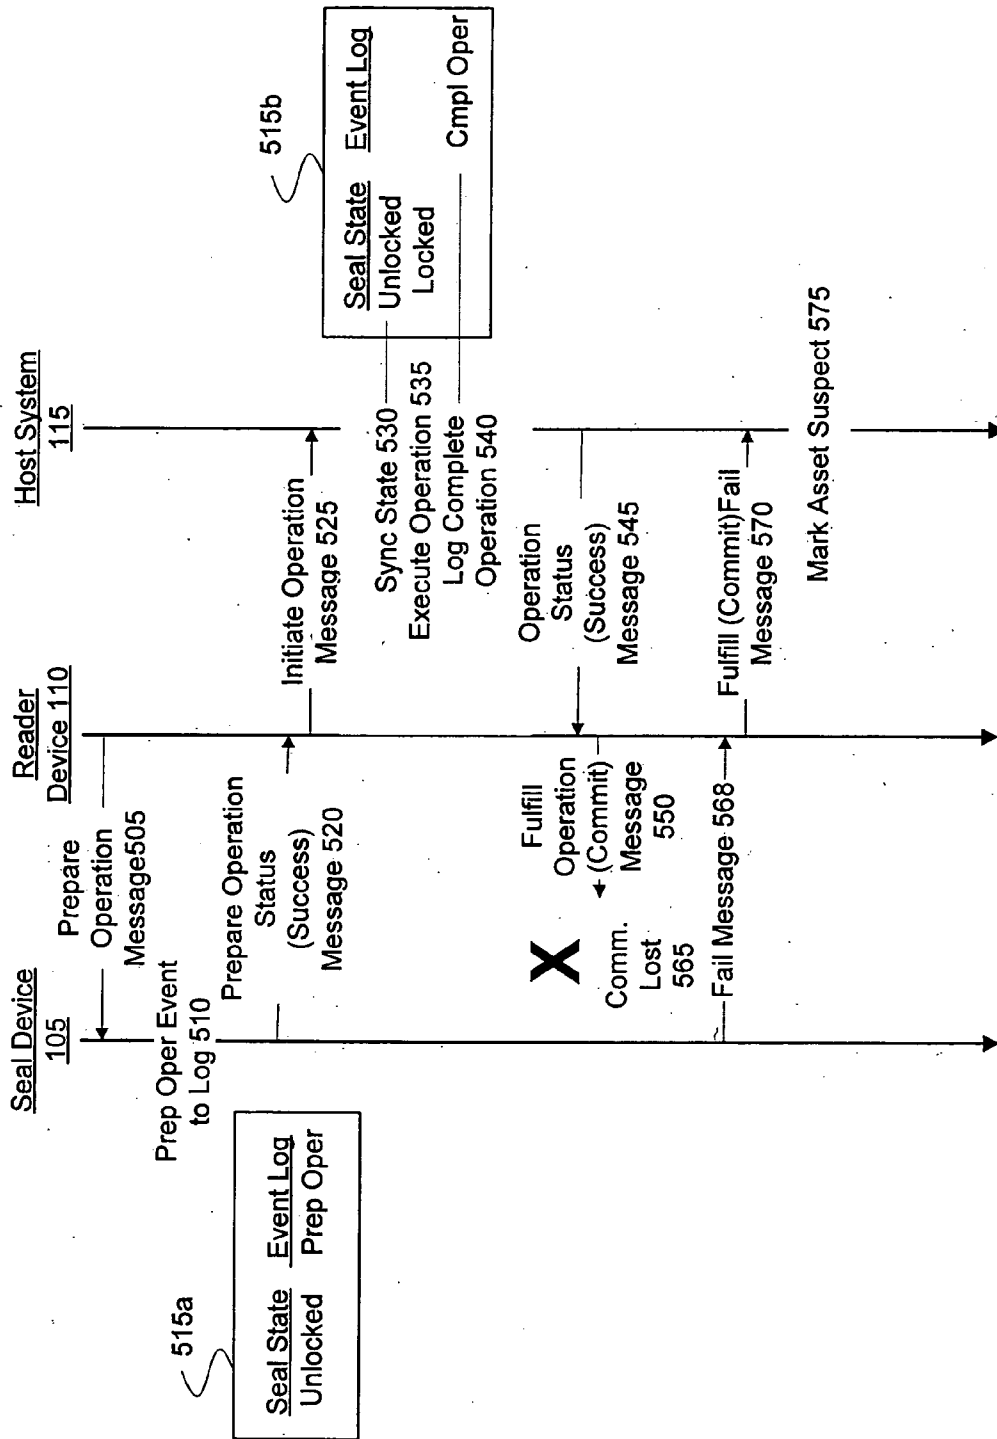 Seal Device
105
Reader
Device 110
Host System
115
Prepare
Operation
Message505
Prep Oper Event
to Log 510
515a
Seal State Event Log
Unlocked Prep Oper
Prepare Operation
Status
(Success)
Message 520
Initiate Operation
Message 525
515b
Seal State Event Log
Unlocked
Locked
Cmpl Oper
Sync State 530
Execute Operation 535
Log Complete
Operation 540
Operation
Status
(Success)
Message 545
Fulfill
Operation
(Commit)
Message
550
X
Comm.
Lost
565
Fail Message 568
Fulfill (Commit)Fail
Message 570
Mark Asset Suspect 575